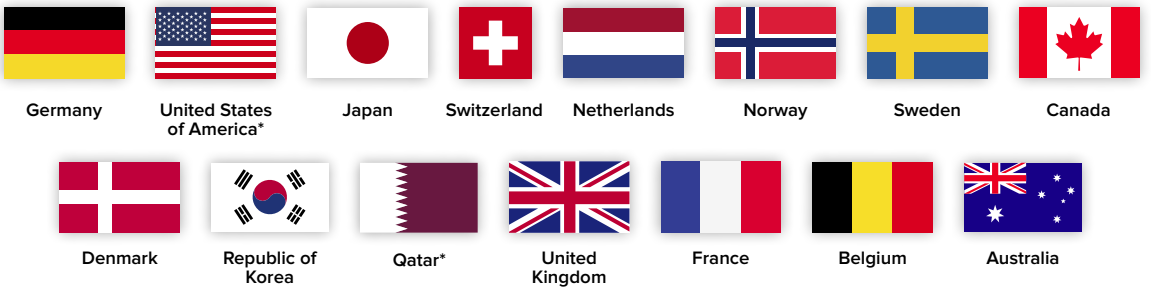 Germany
United States
of America*
Japan
Switzerland
Netherlands
Norway
Sweden
Canada
Denmark
Republic of
Korea
Qatar*
United
Kingdom
France
Belgium
Australia